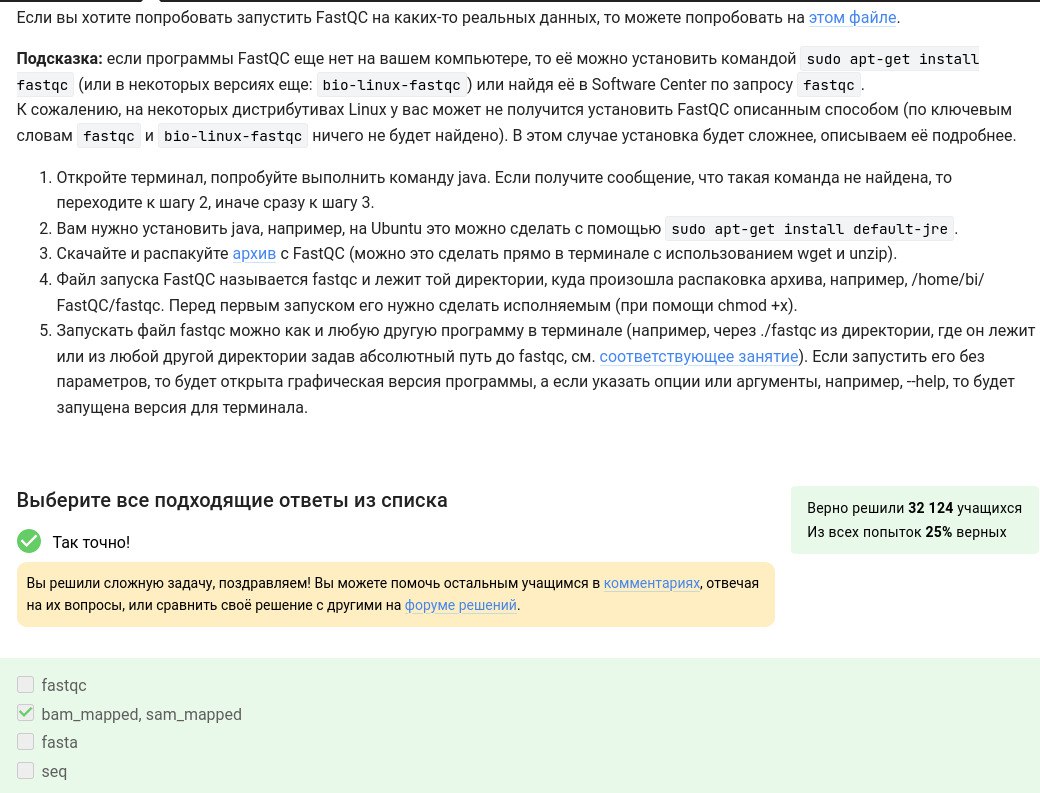 Если вы хотите попробовать запустить FastQC на каких-то реальных данных, то можете попробовать на этом файле.
Подсказка: если программы FastQC еще нет на вашем компьютере, то её можно установить командой sudo apt-get install
fastqc (или в некоторых версиях еще: bio-linux-fastqc ) или найдя её в Software Center по запросу fastqc .
К сожалению, на некоторых дистрибутивах Linux у вас может не получится установить FastQC описанным способом (по ключевым
словам fastqc и bio-linux-fastqc ничего не будет найдено). В этом случае установка будет сложнее, описываем её подробнее.
1. Откройте терминал, попробуйте выполнить команду java. Если получите сообщение, что такая команда не найдена, то
переходите к шагу 2, иначе сразу к шагу 3.
2. Вам нужно установить java, например, на Ubuntu это можно сделать с помощью sudo apt-get install default-jre .
3. Скачайте и распакуйте архив с FastQC (можно это сделать прямо в терминале с использованием wget и unzip).
4. Файл запуска FastQC называется fastqc и лежит той директории, куда произошла распаковка архива, например, /home/bi/
FastQC/fastqc. Перед первым запуском его нужно сделать исполняемым (при помощи chmod +x).
5. Запускать файл fastqc можно как и любую другую программу в терминале (например, через ./fastqc из директории, где он лежит
или из любой другой директории задав абсолютный путь до fastqc, см. соответствующее занятие). Если запустить его без
параметров, то будет открыта графическая версия программы, а если указать опции или аргументы, например, --help, то будет
запущена версия для терминала.
Выберите все подходящие ответы из списка
Верно решили 32 124 учащихся
Из всех попыток 25% верных
Так точно!
Вы решили сложную задачу, поздравляем! Вы можете помочь остальным учащимся в комментариях, отвечая
на их вопросы, или сравнить своё решение с другими на форуме решений.
fastqc
bam_mapped, sam_mapped
fasta
seq